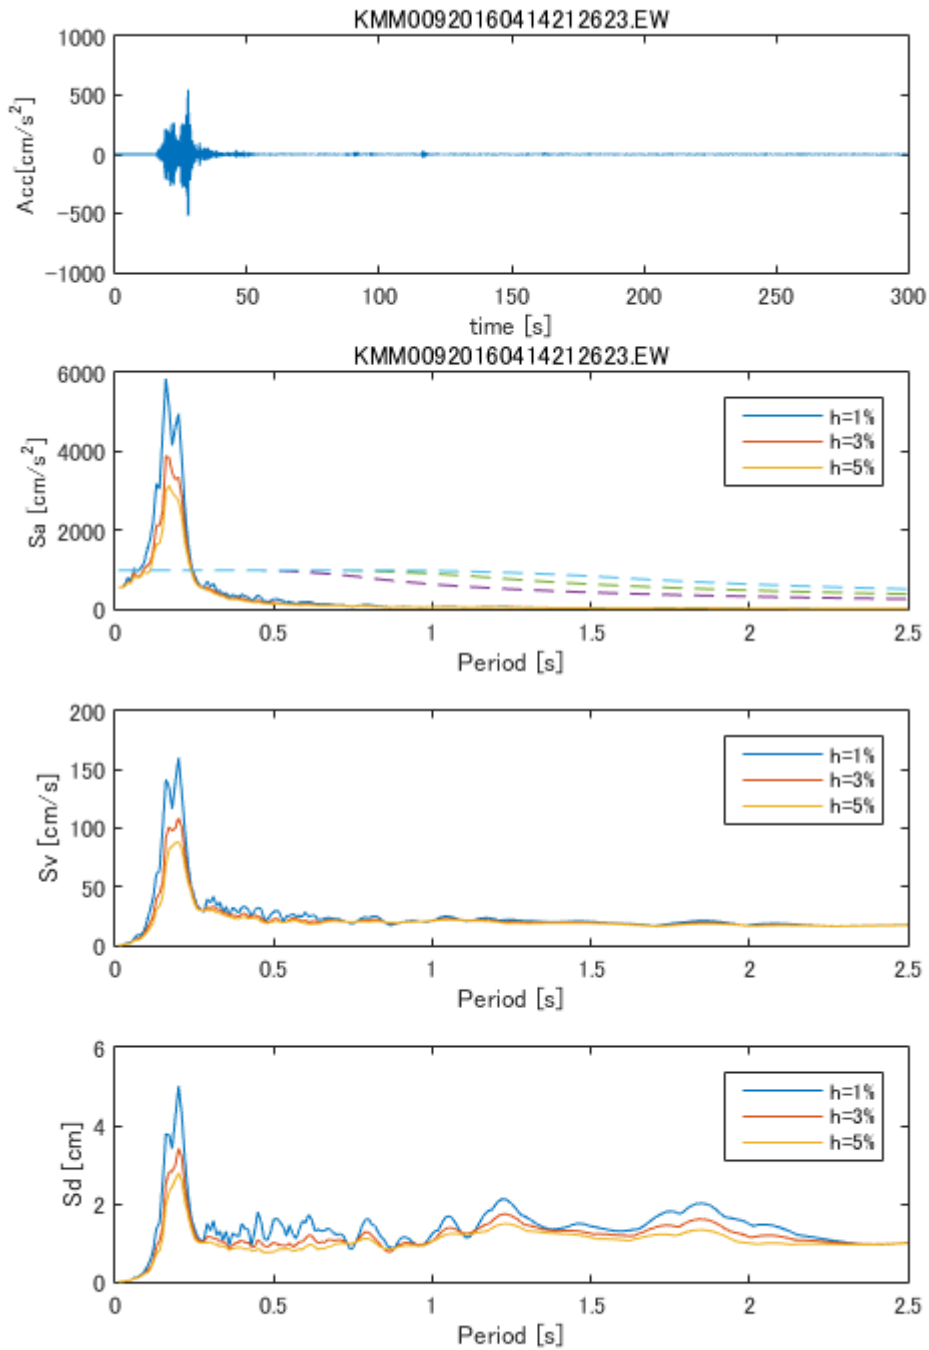 KMM0092016041421262​3.EW
1000
500
0
-500
-1000
Acc[cm/s²]
0 50 100 150 200 250 300
time [s]
KMM00920160414212623.EW
6000
4000
2000
0
Sa [cm/s²]
h=1%
h=3%
h=5%
0 0.5 1 1.5 2 2.5
Period [s]
200
150
100
50
0
Sv [cm/s]
h=1%
h=3%
h=5%
0 0.5 1 1.5 2 2.5
Period [s]
6
4
2
0
Sd [cm]
h=1%
h=3%
h=5%
0 0.5 1 1.5 2 2.5
Period [s]